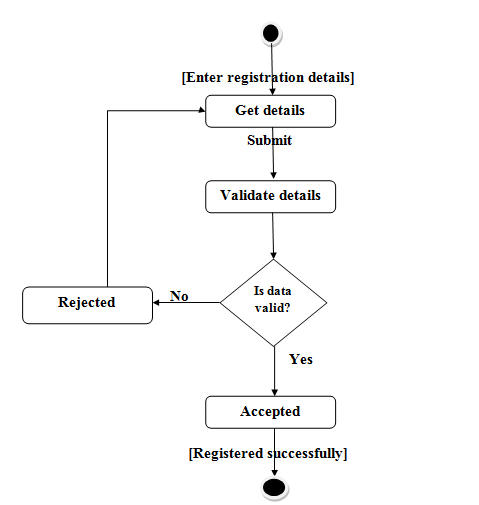 [Enter registration details]
Get details
Submit
Validate details
Is data
valid?
No
Rejected
Yes
Accepted
[Registered successfully]